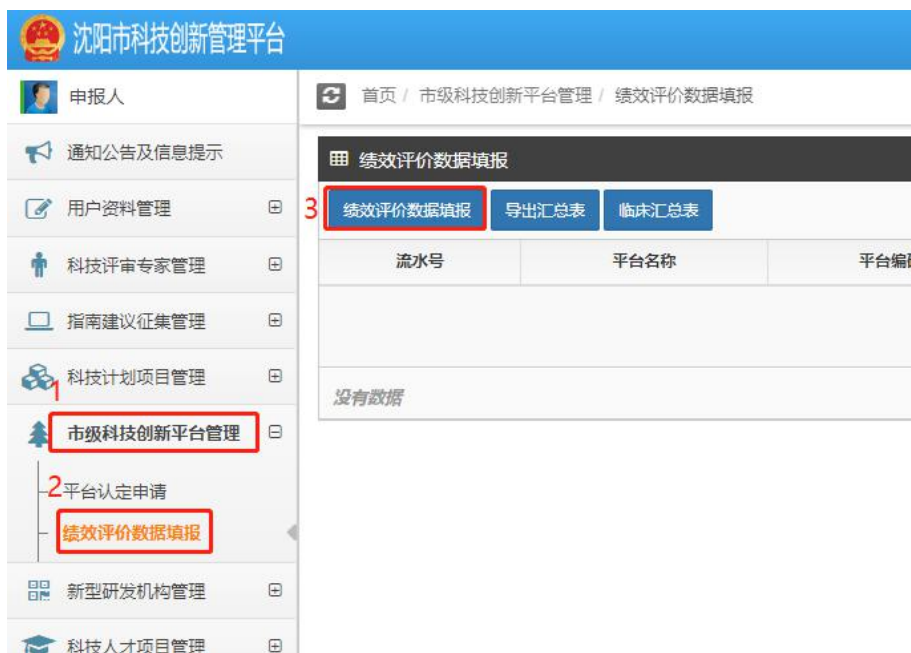 沈阳市科技创新管理平台
申报人
首页 / 市级科技创新平台管理 / 绩效评价数据填报
通知公告及信息提示
绩效评价数据填报
用户资料管理
3 绩效评价数据填报 导出汇总表 临床汇总表
科技评审专家管理
流水号 平台名称 平台编码
指南建议征集管理
科技计划项目管理
没有数据
1
市级科技创新平台管理
2 平台认定申请
绩效评价数据填报
新型研发机构管理
科技人才项目管理